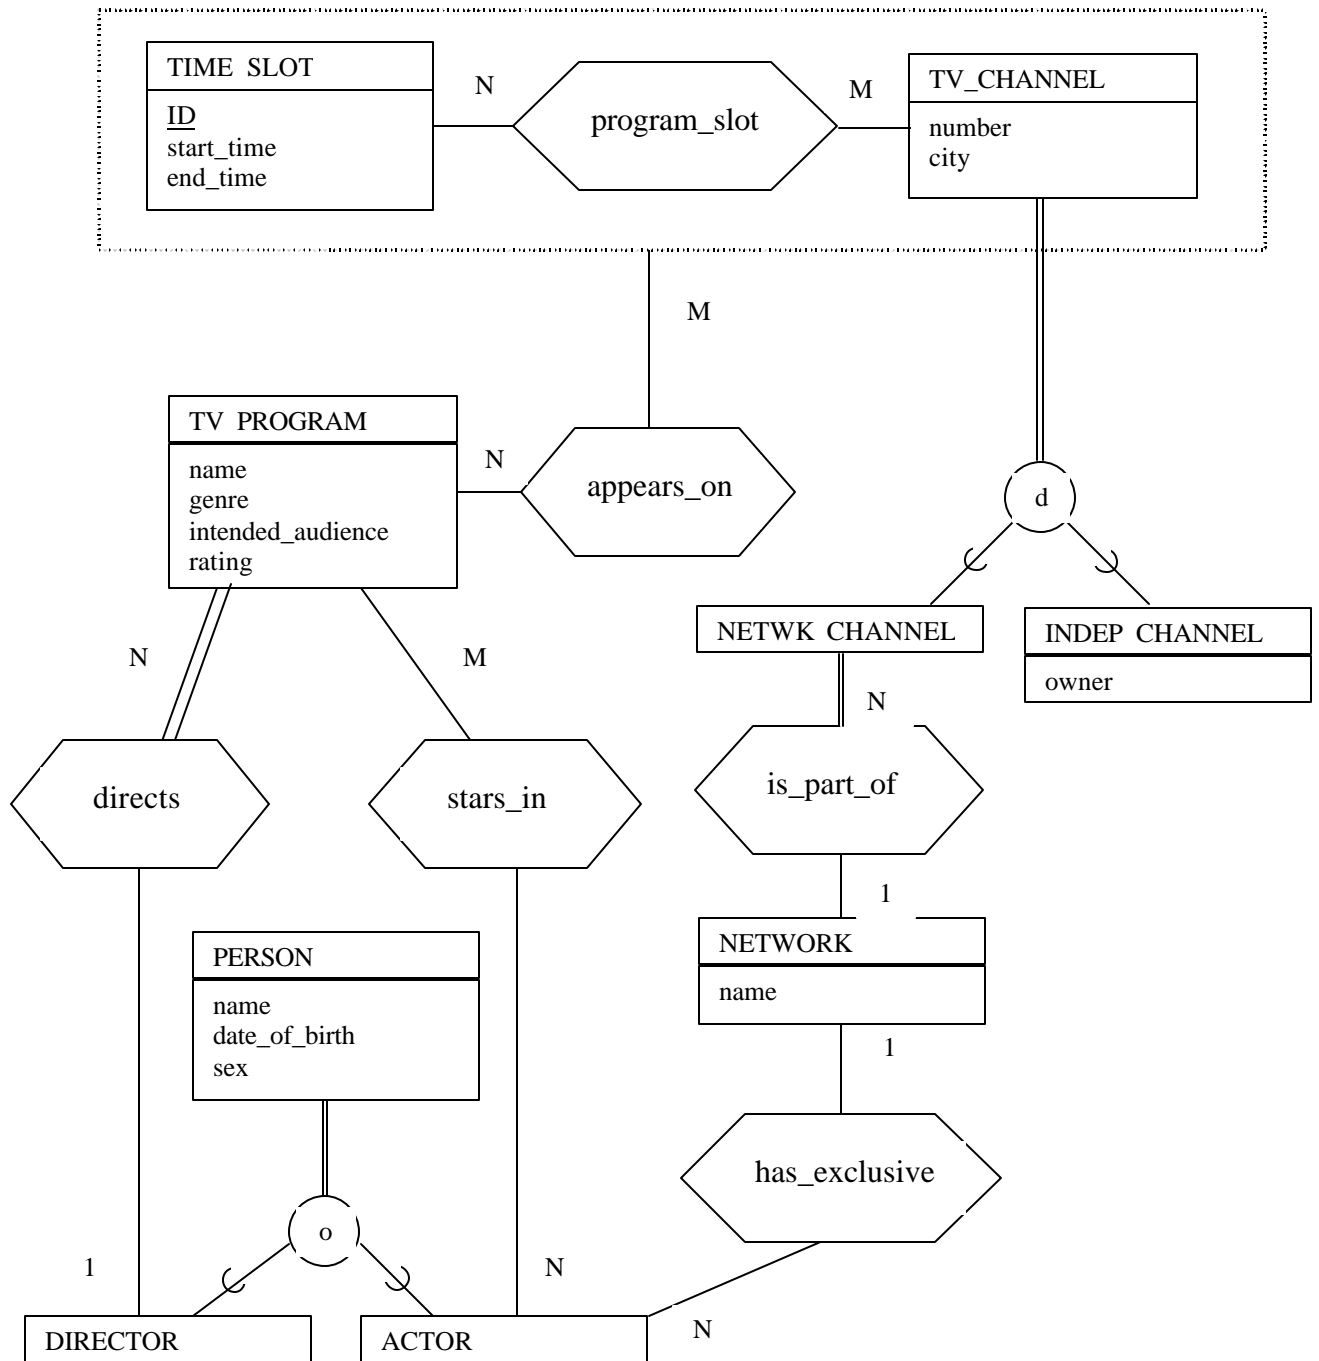 TIME SLOT
ID
start_time
end_time
N
program_slot
M
TV_CHANNEL
number
city
M
TV PROGRAM
name
genre
intended_audience
rating
N
appears_on
d
NETWK CHANNEL
INDEP CHANNEL
owner
N
M
N
directs
stars_in
is_part_of
1
PERSON
name
date_of_birth
sex
NETWORK
name
1
has_exclusive
o
1
N
N
DIRECTOR
ACTOR